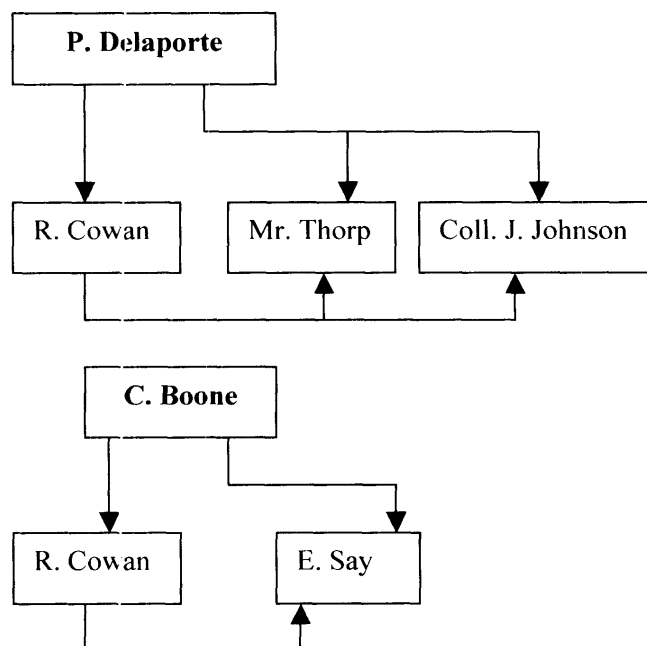 P. Delaporte
R. Cowan
Mr. Thorp
Coll. J. Johnson
C. Boone
R. Cowan
E. Say